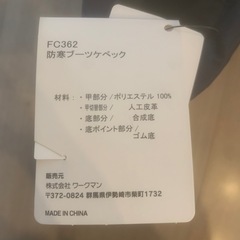 FC362
防寒ブーツケベック
材料：・甲部分／ポリエステル 100%
・甲切替部分／ 人工皮革
・底部分／ 合成底
・底ポイント部分／
ゴム底
販売元
株式会社 ワークマン
〒372-0824 群馬県伊勢崎市柴町1732
MADE IN CHINA